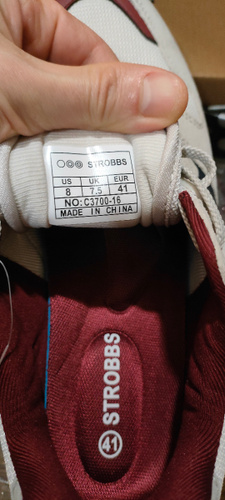 STROBBS
US UK EUR
8 7.5 41
NO:C3700-16
MADE IN CHINA
STROBBS
41